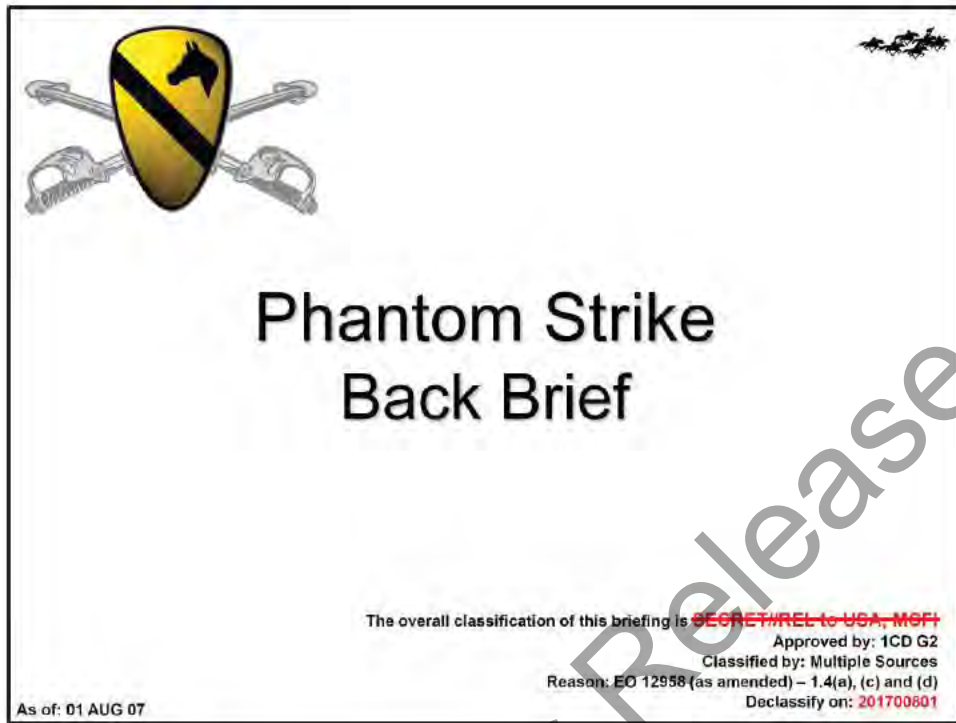 Phantom Strike
Back Brief
Release
The overall classification of this briefing is SECRET//REL to USA, MCFI
Approved by: 1CD G2
Classified by: Multiple Sources
Reason: EO 12958 (as amended) – 1.4(a), (c) and (d)
Declassify on: 201700801
As of: 01 AUG 07